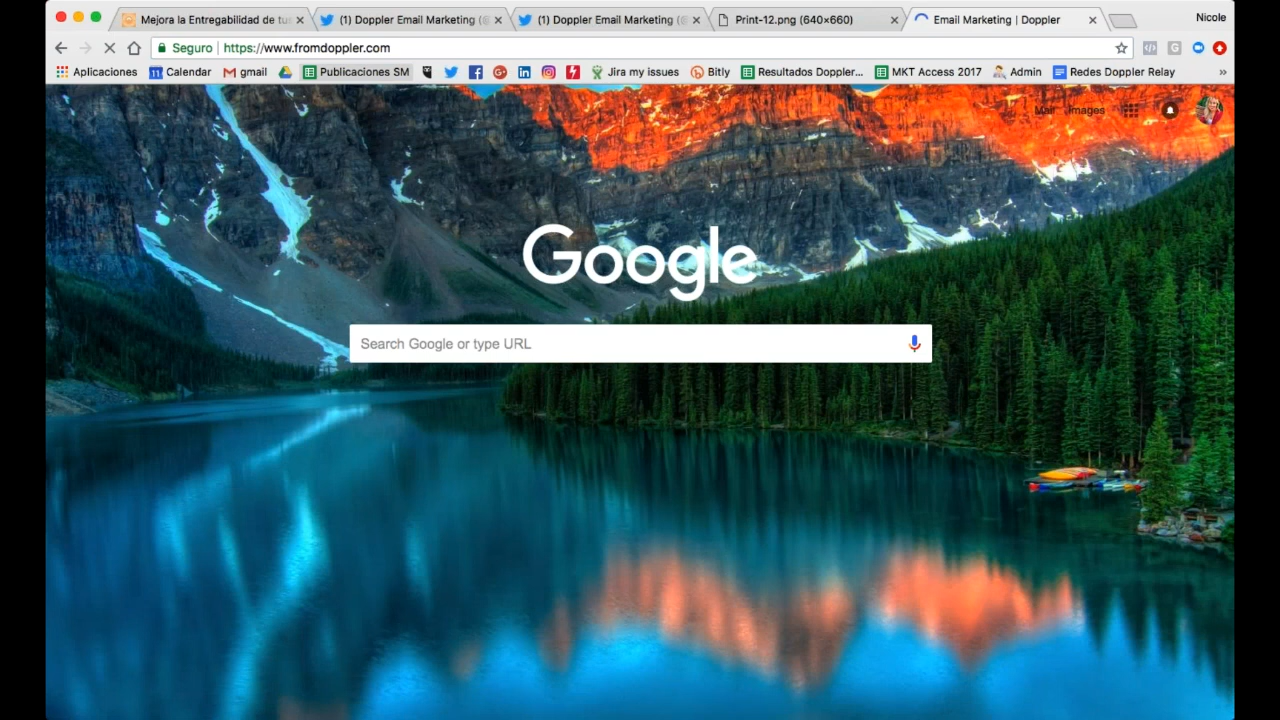 Mejora la Entregabilidad de tus
(1) Doppler Email Marketing (@
(1) Doppler Email Marketing (@
Print-12.png (640×660)
Email Marketing | Doppler
Nicole
Seguro
https://www.fromdoppler.com
Aplicaciones
Calendar
gmail
Publicaciones SM
Jira my issues
Bitly
Resultados Doppler...
MKT Access 2017
Admin
Redes Doppler Relay
»
Mail
Images
Google
Search Google or type URL